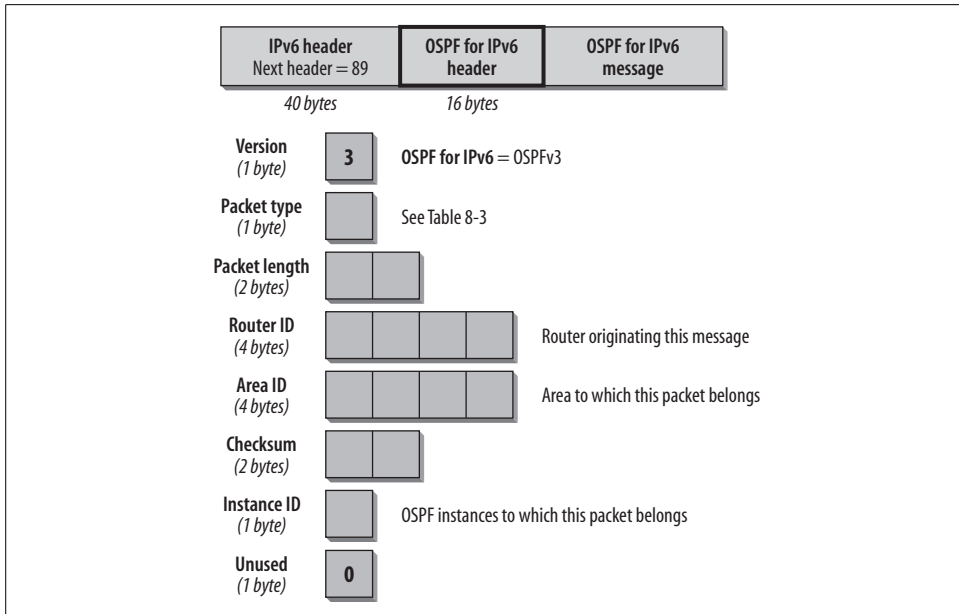 IPv6 header
Next header = 89
OSPF for IPv6
header
OSPF for IPv6
message
40 bytes
16 bytes
Version
(1 byte)
3
OSPF for IPv6 = OSPFv3
Packet type
(1 byte)
See Table 8-3
Packet length
(2 bytes)
Router ID
(4 bytes)
Router originating this message
Area ID
(4 bytes)
Area to which this packet belongs
Checksum
(2 bytes)
Instance ID
(1 byte)
OSPF instances to which this packet belongs
Unused
(1 byte)
0